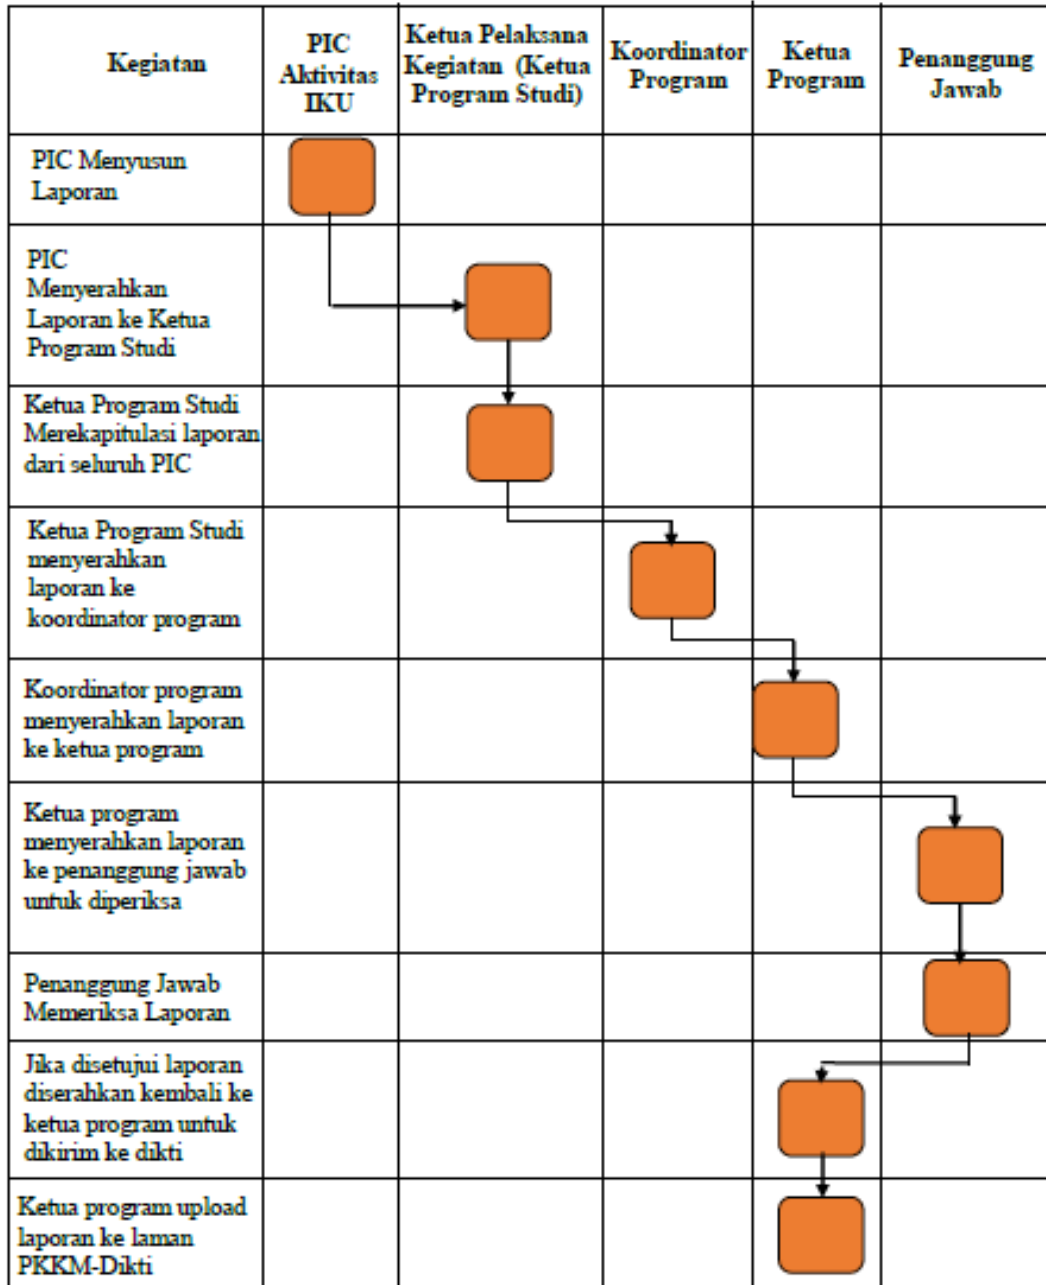 Kegiatan
PIC
Aktivitas
IKU
Ketua Pelaksana
Kegiatan (Ketua
Program Studi)
Koordinator
Program
Ketua
Program
Penanggung
Jawab
PIC Menyusun
Laporan
PIC
Menyerahkan
Laporan ke Ketua
Program Studi
Ketua Program Studi
Merekapitulasi laporan
dari seluruh PIC
Ketua Program Studi
menyerahkan
laporan ke
koordinator program
Koordinator program
menyerahkan laporan
ke ketua program
Ketua program
menyerahkan laporan
ke penanggung jawab
untuk diperiksa
Penanggung Jawab
Memeriksa Laporan
Jika disetujui laporan
diserahkan kembali ke
ketua program untuk
dikirim ke dikti
Ketua program upload
laporan ke laman
PKKM-Dikti